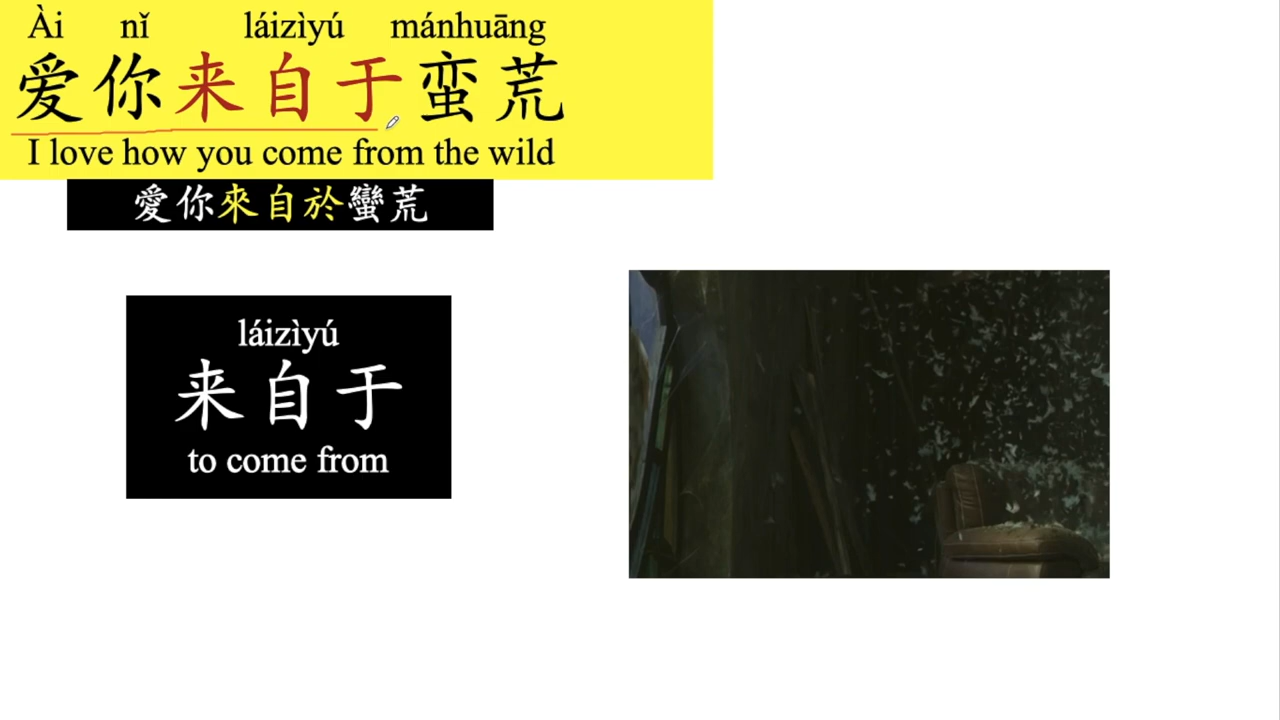 Ài nǐ láizìyú mánhuāng
爱你来自于蛮荒
I love how you come from the wild
愛你來自於蠻荒
láizìyú
来自于
to come from